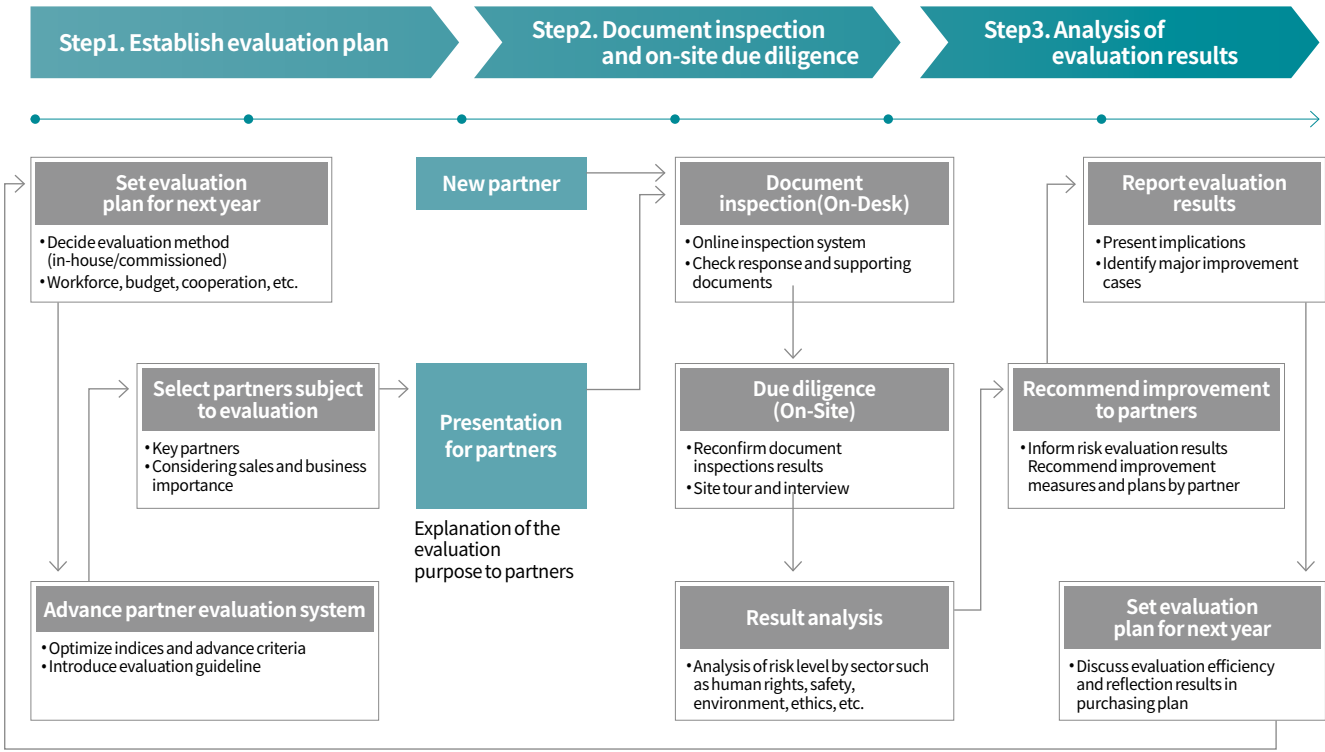 Step1. Establish evaluation plan
Step2. Document inspection
and on-site due diligence
Step3. Analysis of
evaluation results
Set evaluation
plan for next year
• Decide evaluation method
(in-house/commissioned)
• Workforce, budget, cooperation, etc.
Select partners subject
to evaluation
• Key partners
• Considering sales and business
importance
Advance partner evaluation system
• Optimize indices and advance criteria
• Introduce evaluation guideline
New partner
Presentation
for partners
Explanation of the
evaluation
purpose to partners
Document
inspection(On-Desk)
• Online inspection system
• Check response and supporting
documents
Due diligence
(On-Site)
• Reconfirm document
inspections results
• Site tour and interview
Result analysis
• Analysis of risk level by sector such
as human rights, safety,
environment, ethics, etc.
Report evaluation
results
• Present implications
• Identify major improvement
cases
Recommend improvement
to partners
• Inform risk evaluation results
Recommend improvement
measures and plans by partner
Set evaluation
plan for next year
• Discuss evaluation efficiency
and reflection results in
purchasing plan